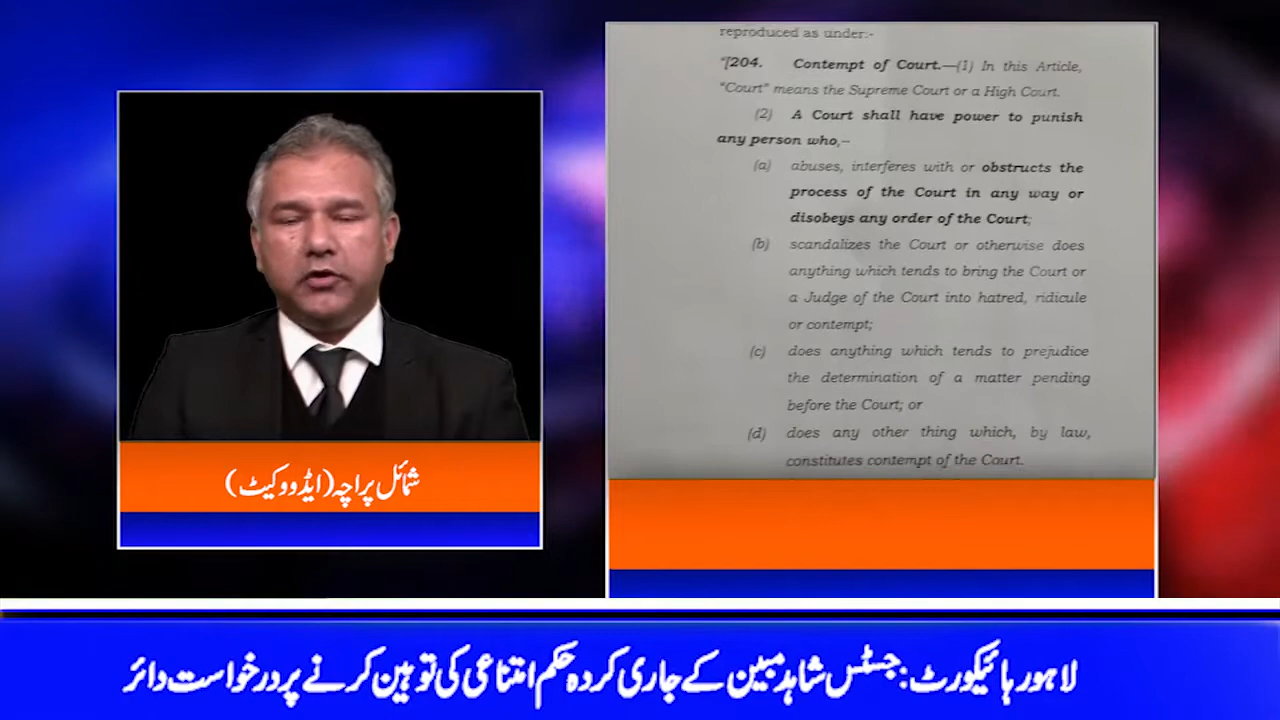 reproduced as under:-
"[204. Contempt of Court.—(1) In this Article,
"Court" means the Supreme Court or a High Court.
(2) A Court shall have power to punish
any person who,–
(a) abuses, interferes with or obstructs the
process of the Court in any way or
disobeys any order of the Court;
(b) scandalizes the Court or otherwise does
anything which tends to bring the Court or
a Judge of the Court into hatred, ridicule
or contempt;
(c) does anything which tends to prejudice
the determination of a matter pending
before the Court; or
(d) does any other thing which, by law,
constitutes contempt of the Court.
شمائل پراچہ (ایڈووکیٹ)
لاہور ہائیکورٹ: جسٹس شاہد مبین کے جاری کردہ حکم امتناعی کی توہین کرنے پر درخواست دائر